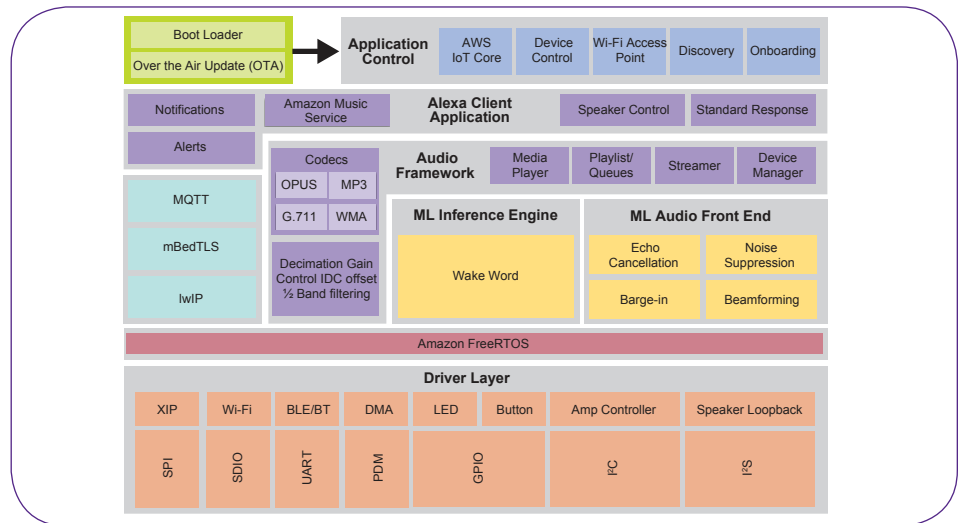 Boot Loader
Over the Air Update (OTA)
Application
Control
AWS
IoT Core
Device
Control
Wi-Fi Access
Point
Discovery
Onboarding
Notifications
Alerts
Amazon Music
Service
Alexa Client
Application
Speaker Control
Standard Response
Codecs
OPUS
MP3
G.711
WMA
Audio
Framework
Media
Player
Playlist/
Queues
Streamer
Device
Manager
MQTT
mBedTLS
lwIP
Decimation Gain
Control IDC offset
½ Band filtering
ML Inference Engine
Wake Word
ML Audio Front End
Echo
Cancellation
Noise
Suppression
Barge-in
Beamforming
Amazon FreeRTOS
Driver Layer
XIP
Wi-Fi
BLE/BT
DMA
LED
Button
Amp Controller
Speaker Loopback
SPI
SDIO
UART
PDM
GPIO
I²C
I²S